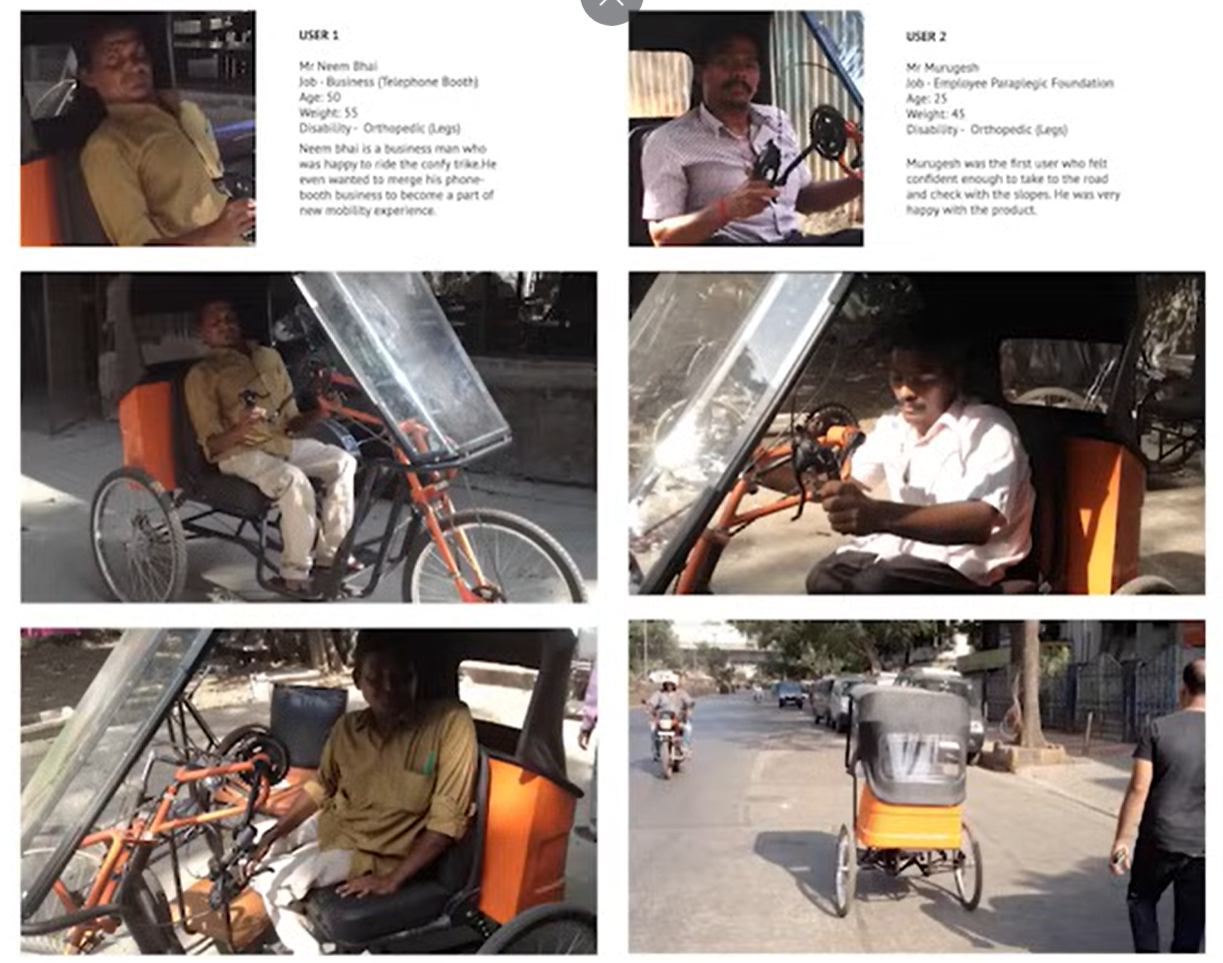 USER 1
Mr Neem Bhai
Job - Business (Telephone Booth)
Age: 50
Weight: 55
Disability - Orthopedic (Legs)
Neem bhai is a business man who
was happy to ride the confy trike.He
even wanted to merge his phone-
booth business to become a part of
new mobility experience.
USER 2
Mr Murugesh
Job - Employee Paraplegic Foundation
Age: 25
Weight: 45
Disability - Orthopedic (Legs)
Murugesh was the first user who felt
confident enough to take to the road
and check with the slopes. He was very
happy with the product.